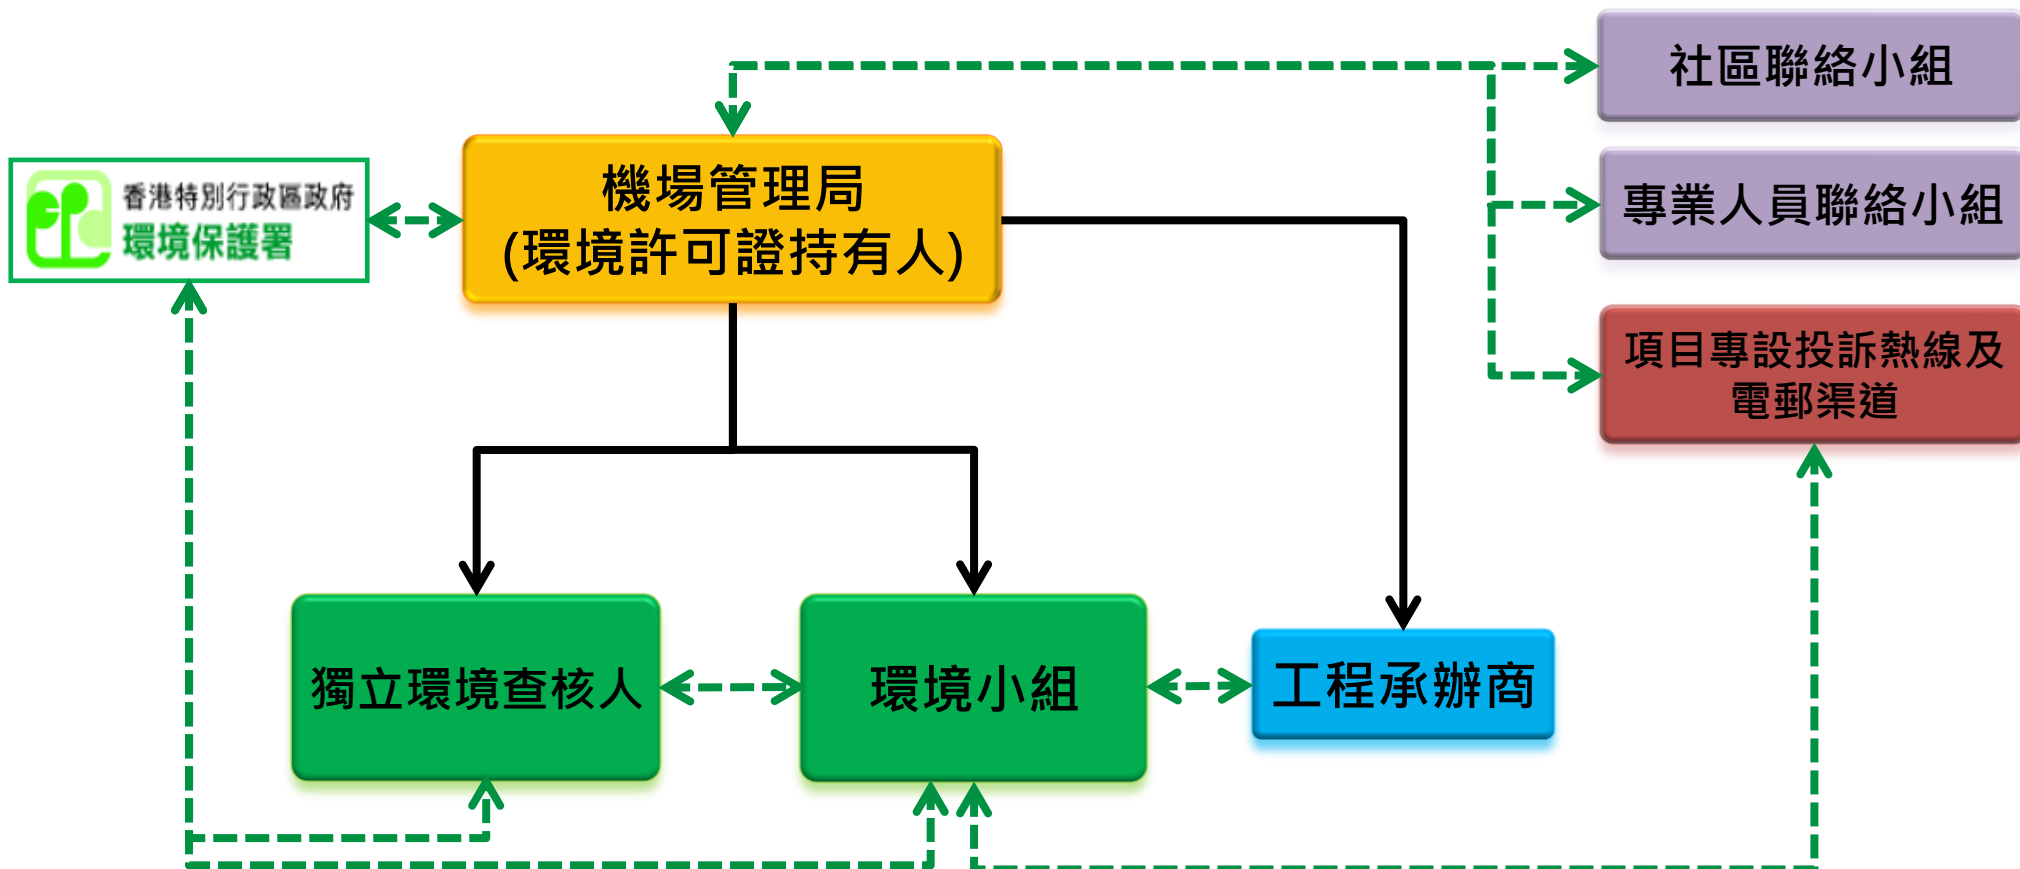 社區聯絡小組
專業人員聯絡小組
項目專設投訴熱線及
電郵渠道
機場管理局
(環境許可證持有人)
香港特別行政區政府
環境保護署
獨立環境查核人
環境小組
工程承辦商